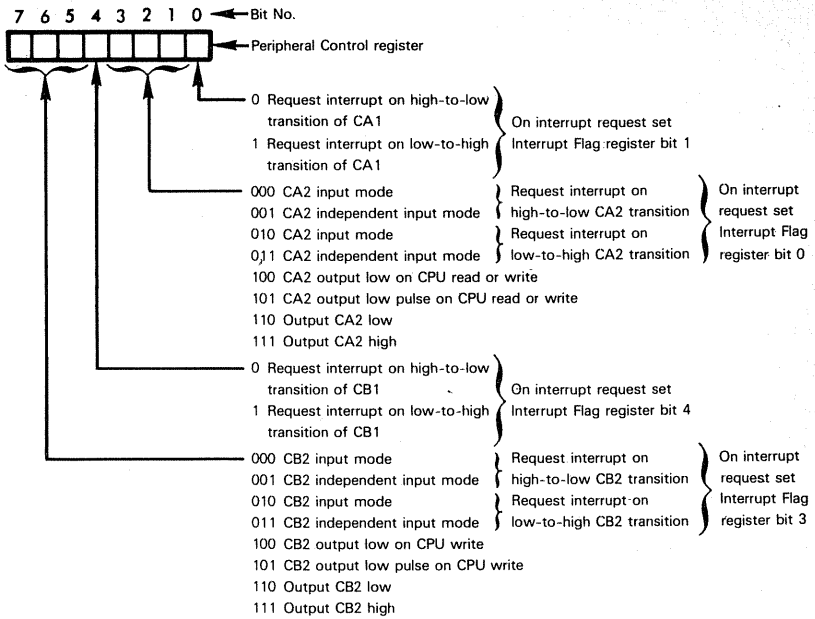 7 6 5 4 3 2 1 0 Bit No.
Peripheral Control register
0 Request interrupt on high-to-low
transition of CA1
1 Request interrupt on low-to-high
transition of CA1
On interrupt request set
Interrupt Flag register bit 1
000 CA2 input mode
001 CA2 independent input mode
010 CA2 input mode
011 CA2 independent input mode
100 CA2 output low on CPU read or write
101 CA2 output low pulse on CPU read or write
110 Output CA2 low
111 Output CA2 high
Request interrupt on
high-to-low CA2 transition
Request interrupt on
low-to-high CA2 transition
On interrupt
request set
Interrupt Flag
register bit 0
0 Request interrupt on high-to-low
transition of CB1
1 Request interrupt on low-to-high
transition of CB1
On interrupt request set
Interrupt Flag register bit 4
000 CB2 input mode
001 CB2 independent input mode
010 CB2 input mode
011 CB2 independent input mode
100 CB2 output low on CPU write
101 CB2 output low pulse on CPU write
110 Output CB2 low
111 Output CB2 high
Request interrupt on
high-to-low CB2 transition
Request interrupt on
low-to-high CB2 transition
On interrupt
request set
Interrupt Flag
register bit 3